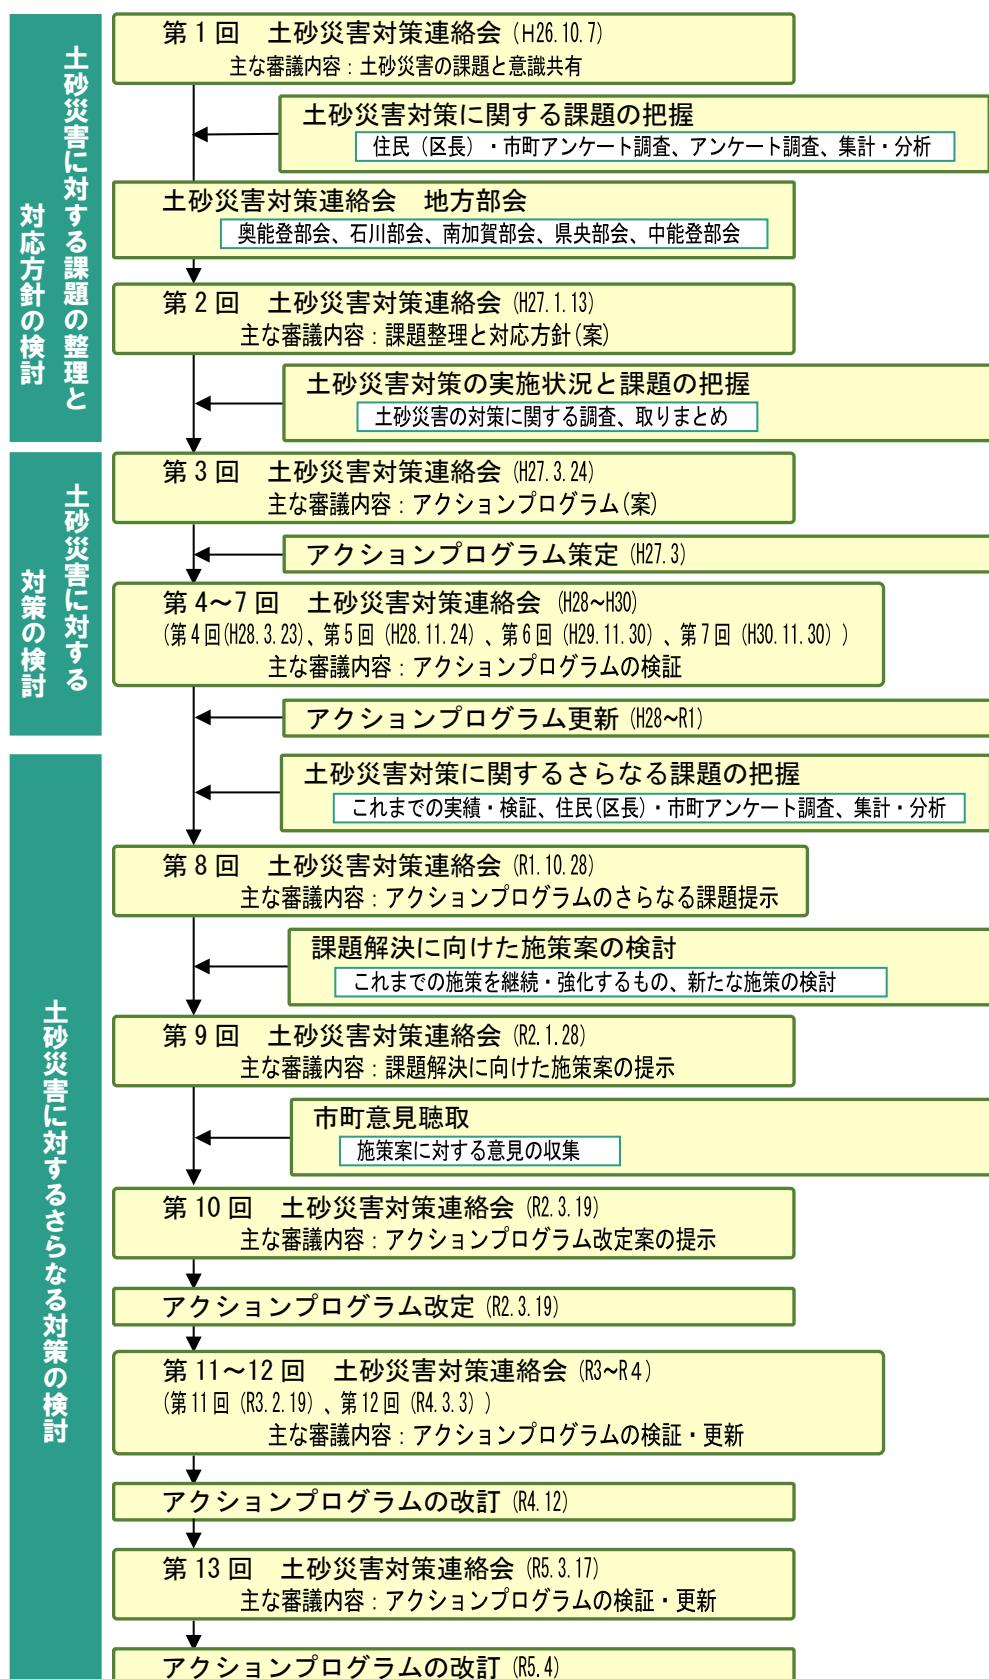 土砂災害に対する課題の整理と
対応方針の検討
第1回　土砂災害対策連絡会（H26.10.7）
主な審議内容：土砂災害の課題と意識共有
土砂災害対策に関する課題の把握
住民（区長）・市町アンケート調査、アンケート調査、集計・分析
土砂災害対策連絡会　地方部会
奥能登部会、石川部会、南加賀部会、県央部会、中能登部会
第2回　土砂災害対策連絡会（H27.1.13）
主な審議内容：課題整理と対応方針（案）
土砂災害対策の実施状況と課題の把握
土砂災害の対策に関する調査、取りまとめ
土砂災害に対する
対策の検討
第3回　土砂災害対策連絡会（H27.3.24）
主な審議内容：アクションプログラム（案）
アクションプログラム策定（H27.3）
第4～7回　土砂災害対策連絡会（H28～H30）
（第4回（H28.3.23）、第5回（H28.11.24）、第6回（H29.11.30）、第7回（H30.11.30））
主な審議内容：アクションプログラムの検証
アクションプログラム更新（H28～R1）
土砂災害に対するさらなる対策の検討
土砂災害対策に関するさらなる課題の把握
これまでの実績・検証、住民（区長）・市町アンケート調査、集計・分析
第8回　土砂災害対策連絡会（R1.10.28）
主な審議内容：アクションプログラムのさらなる課題提示
課題解決に向けた施策案の検討
これまでの施策を継続・強化するもの、新たな施策の検討
第9回　土砂災害対策連絡会（R2.1.28）
主な審議内容：課題解決に向けた施策案の提示
市町意見聴取
施策案に対する意見の収集
第10回　土砂災害対策連絡会（R2.3.19）
主な審議内容：アクションプログラム改定案の提示
アクションプログラム改定（R2.3.19）
第11～12回　土砂災害対策連絡会（R3～R４）
（第11回（R3.2.19）、第12回（R4.3.3））
主な審議内容：アクションプログラムの検証・更新
アクションプログラムの改訂（R4.12）
第13回　土砂災害対策連絡会（R5.3.17）
主な審議内容：アクションプログラムの検証・更新
アクションプログラムの改訂（R5.4）